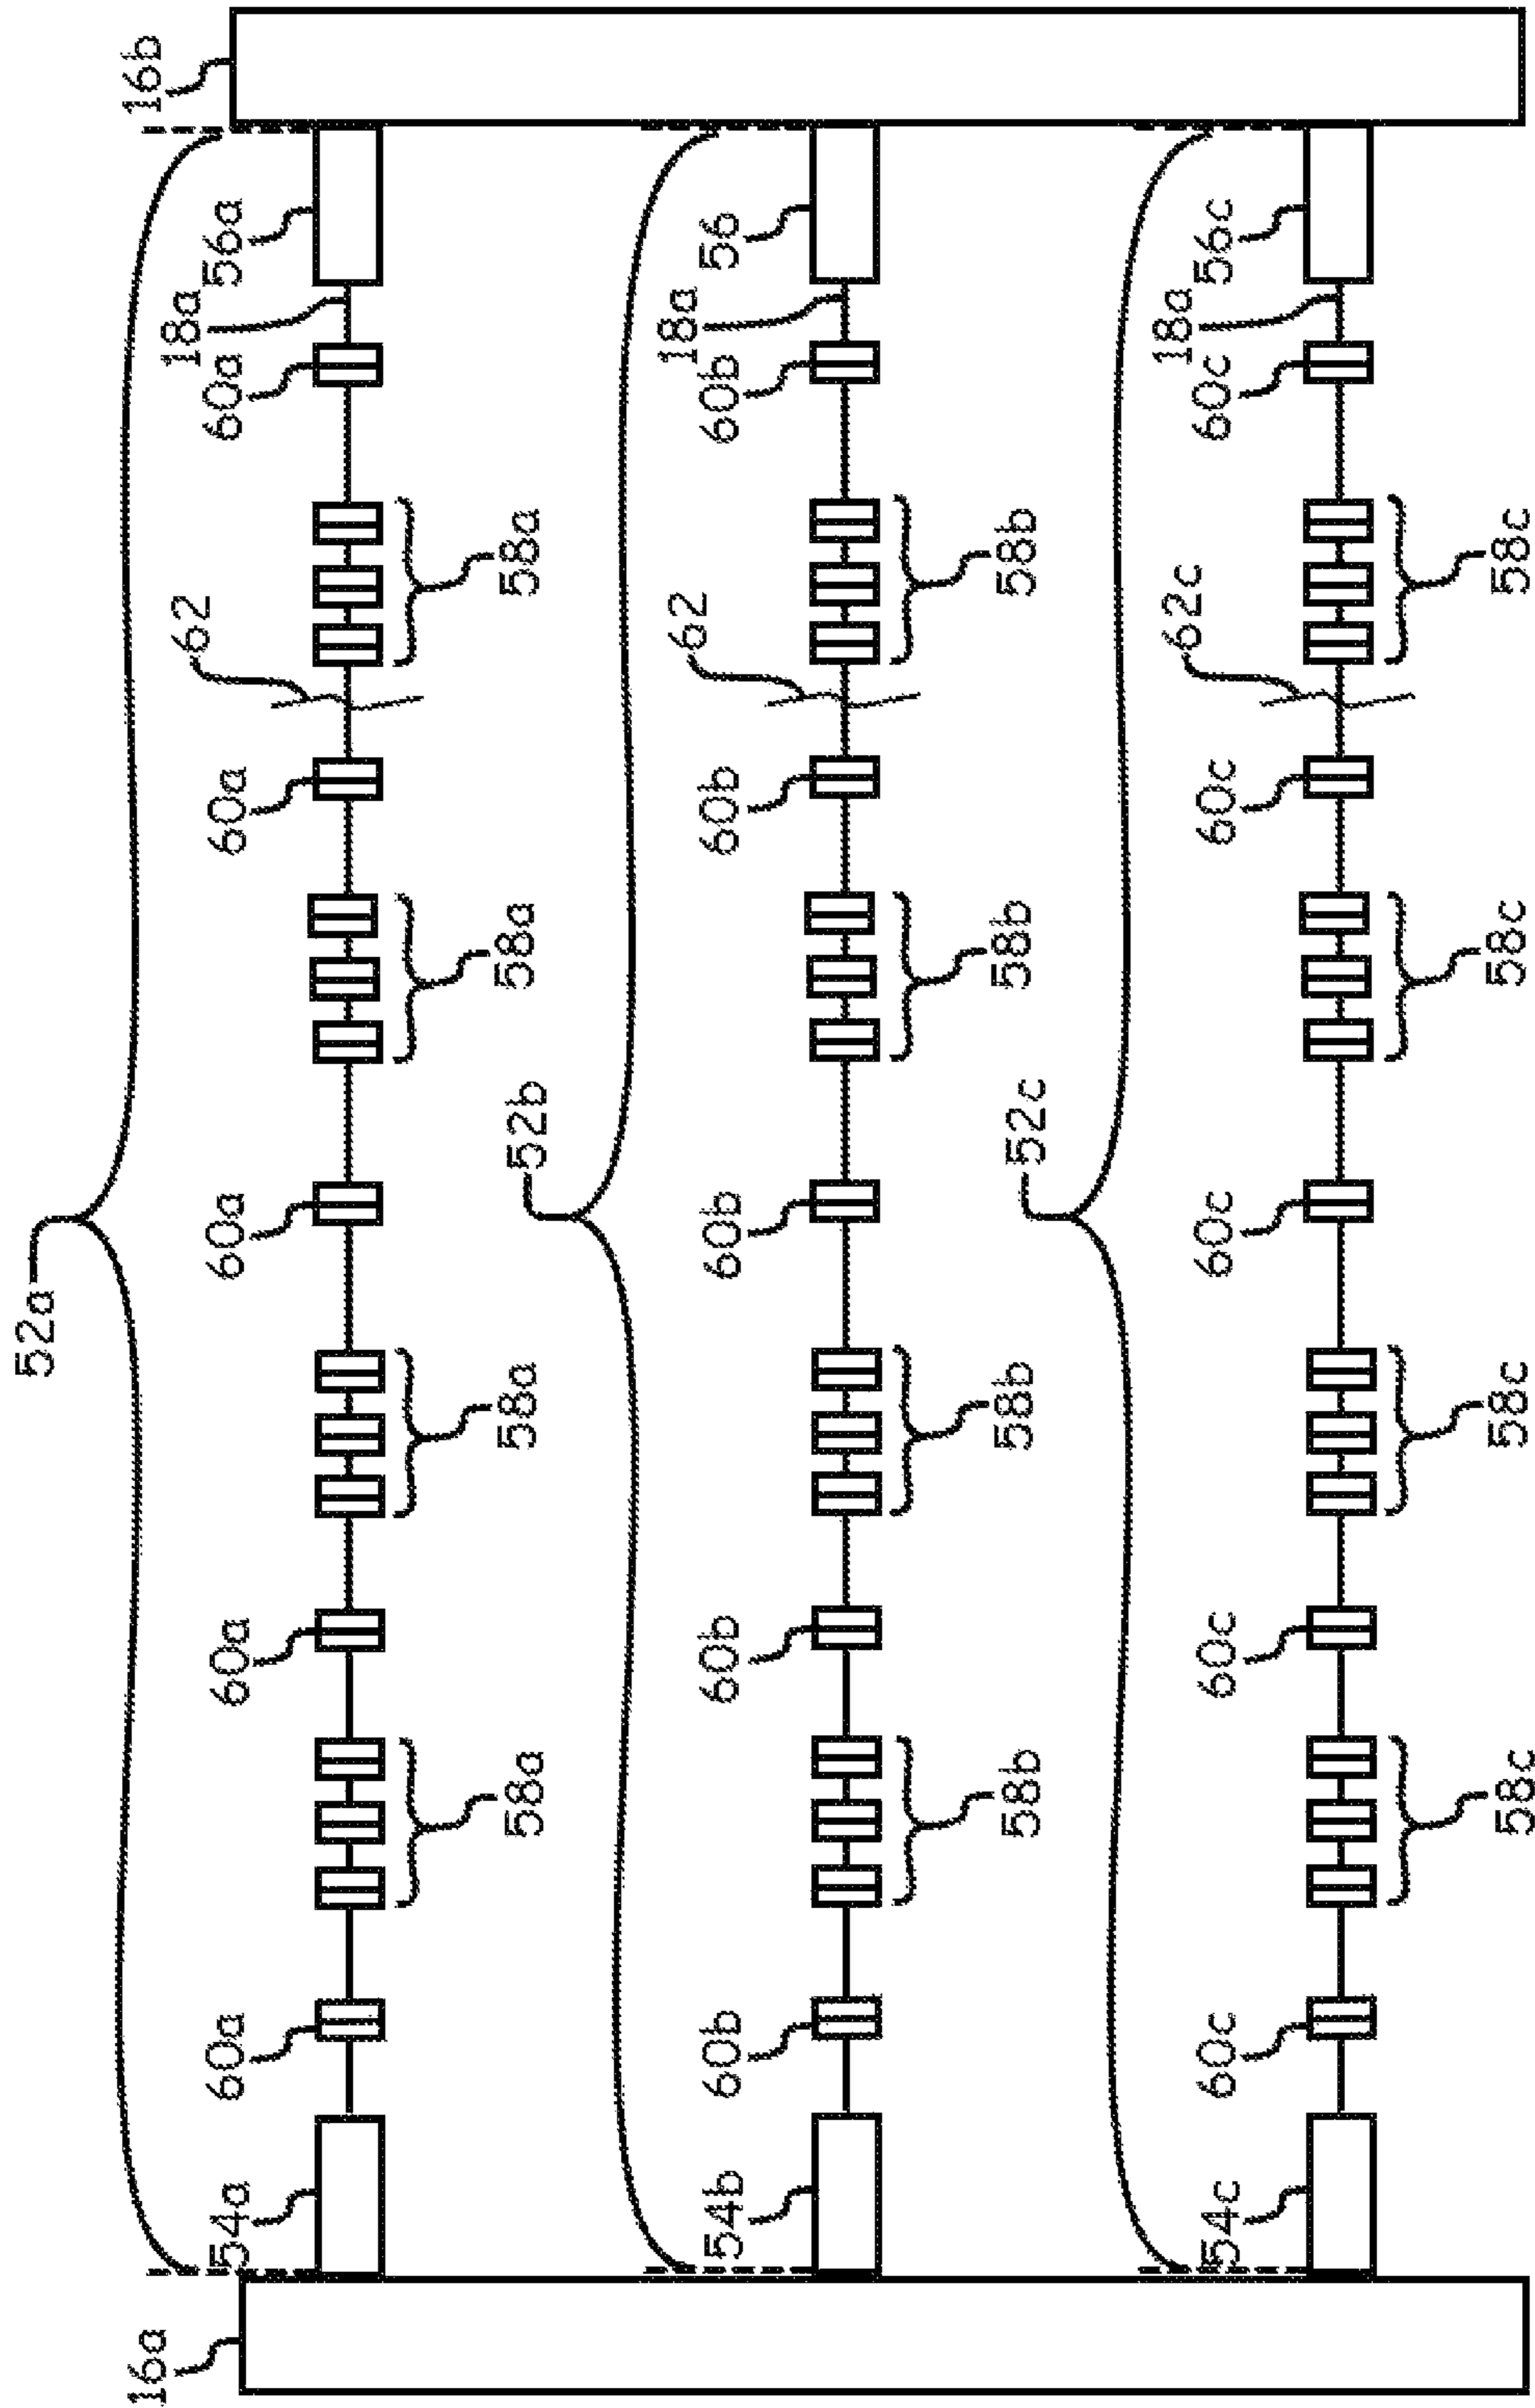 52a
16a 16b
62 18a
54a 60a 60a 60a 60a 60a 56a
58a 58a 58a 58a
52b
62 18a
54b 60b 60b 60b 60b 60b 56
58b 58b 58b 58b
52c
62c 18a
54c 60c 60c 60c 60c 60c 56c
58c 58c 58c 58c